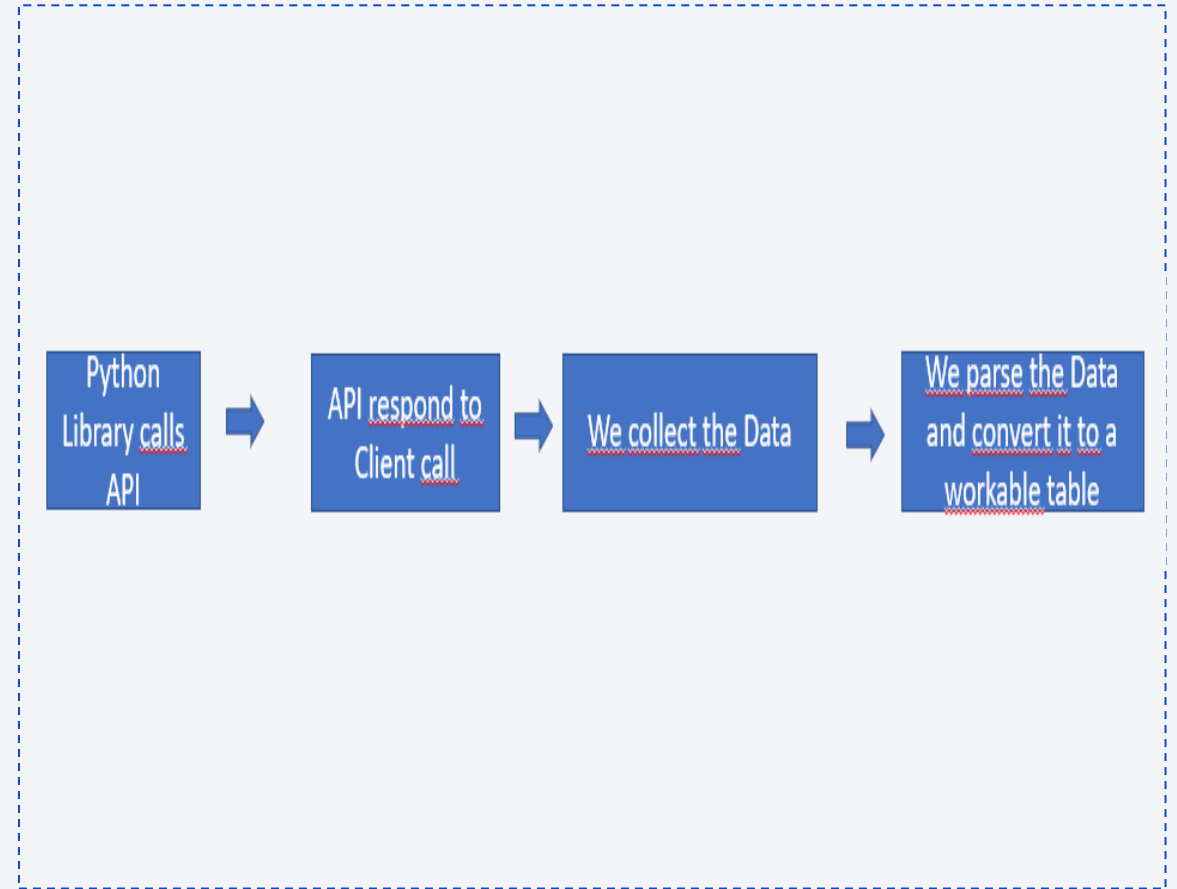 Python
Library calls
API
API respond to
Client call
We collect the Data
We parse the Data
and convert it to a
workable table